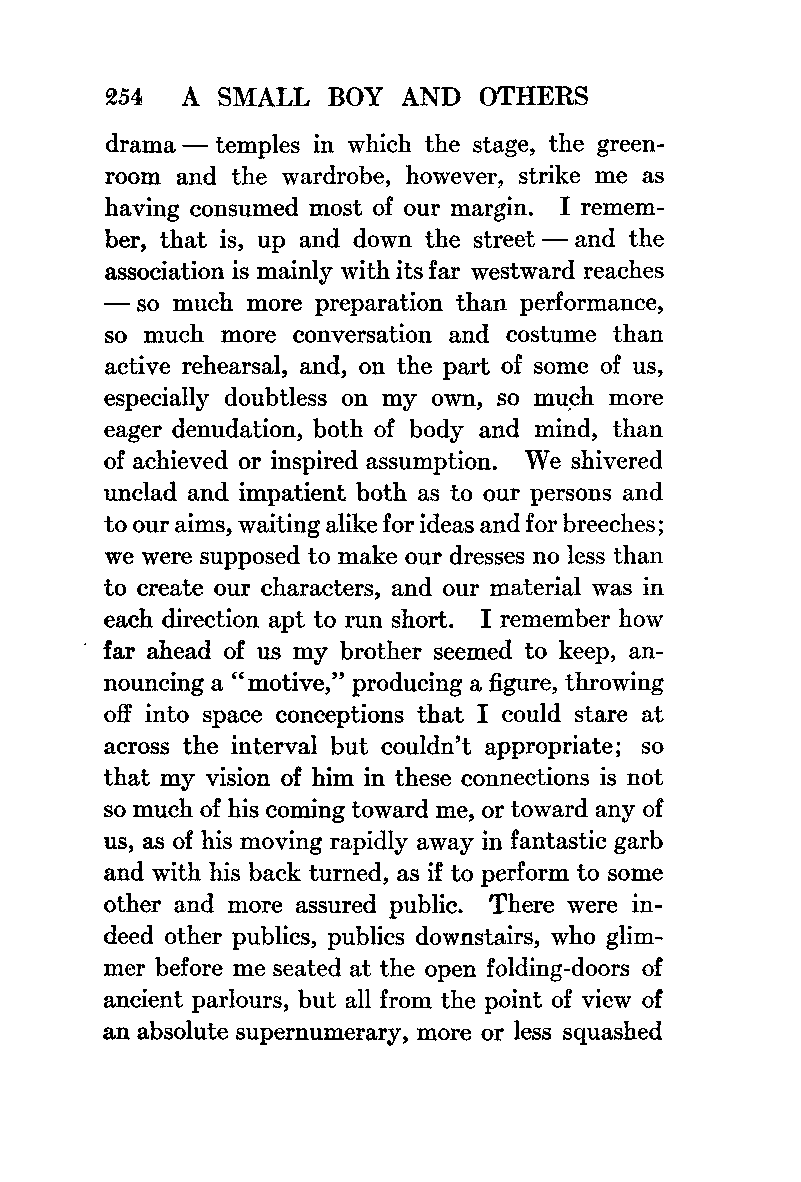 254 A SMALL BOY AND OTHERS
drama — temples in which the stage, the green-
room and the wardrobe, however, strike me as
having consumed most of our margin. I remem-
ber, that is, up and down the street — and the
association is mainly with its far westward reaches
— so much more preparation than performance,
so much more conversation and costume than
active rehearsal, and, on the part of some of us,
especially doubtless on my own, so much more
eager denudation, both of body and mind, than
of achieved or inspired assumption. We shivered
unclad and impatient both as to our persons and
to our aims, waiting alike for ideas and for breeches;
we were supposed to make our dresses no less than
to create our characters, and our material was in
each direction apt to run short. I remember how
far ahead of us my brother seemed to keep, an-
nouncing a “motive,” producing a figure, throwing
off into space conceptions that I could stare at
across the interval but couldn’t appropriate; so
that my vision of him in these connections is not
so much of his coming toward me, or toward any of
us, as of his moving rapidly away in fantastic garb
and with his back turned, as if to perform to some
other and more assured public. There were in-
deed other publics, publics downstairs, who glim-
mer before me seated at the open folding-doors of
ancient parlours, but all from the point of view of
an absolute supernumerary, more or less squashed